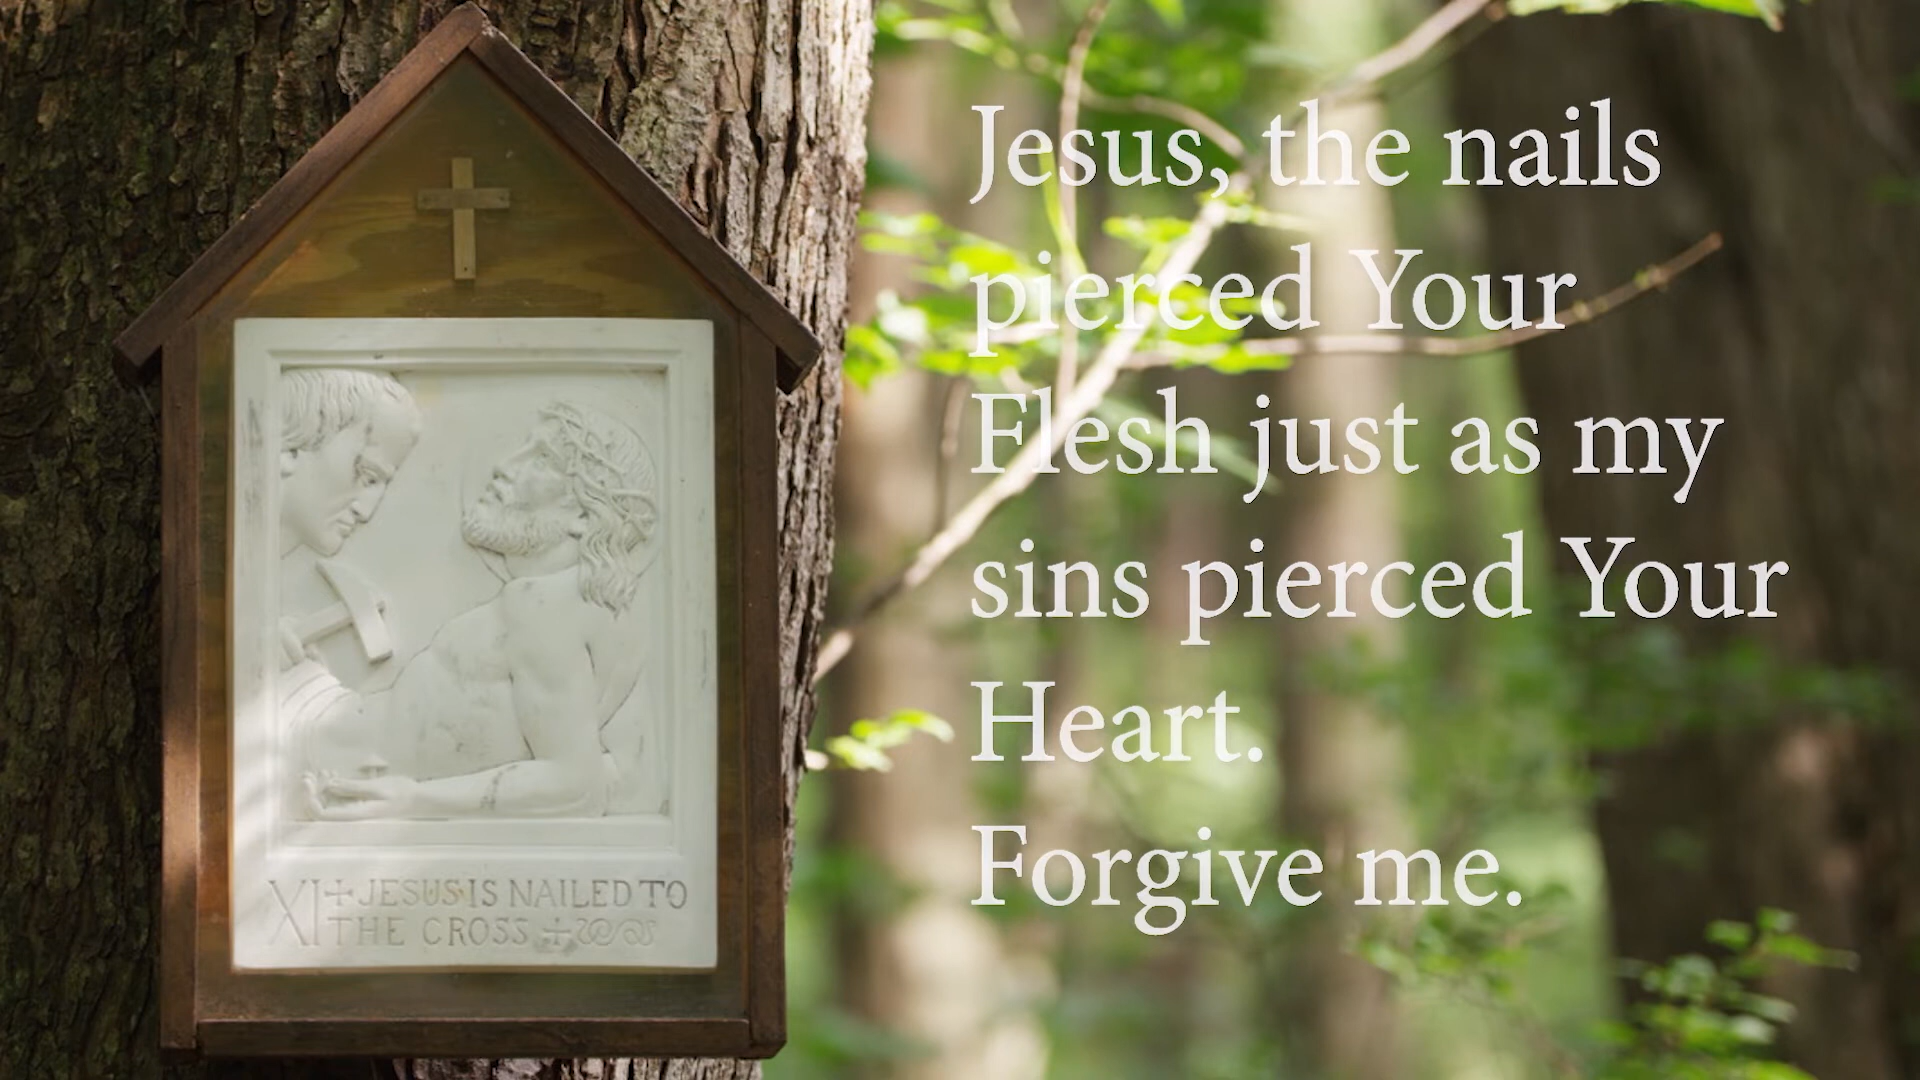 XI + JESUS IS NAILED TO
THE CROSS +
Jesus, the nails
pierced Your
Flesh just as my
sins pierced Your
Heart.
Forgive me.